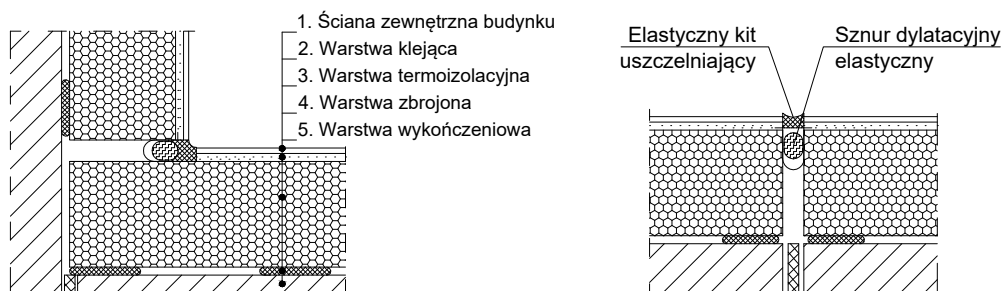 1. Ściana zewnętrzna budynku
2. Warstwa klejąca
3. Warstwa termoizolacyjna
4. Warstwa zbrojona
5. Warstwa wykończeniowa
Elastyczny kit
uszczelniający
Sznur dylatacyjny
elastyczny